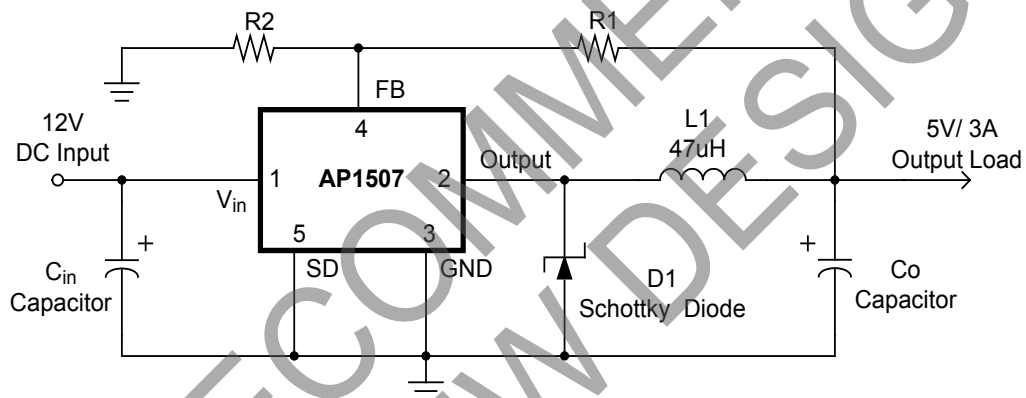 R2
R1
FB
12V
DC Input
4
L1
47uH
5V/ 3A
Output Load
Output
1
AP1507
2
Vin
5
3
SD
GND
+
Cin
Capacitor
D1
Schottky Diode
+
Co
Capacitor